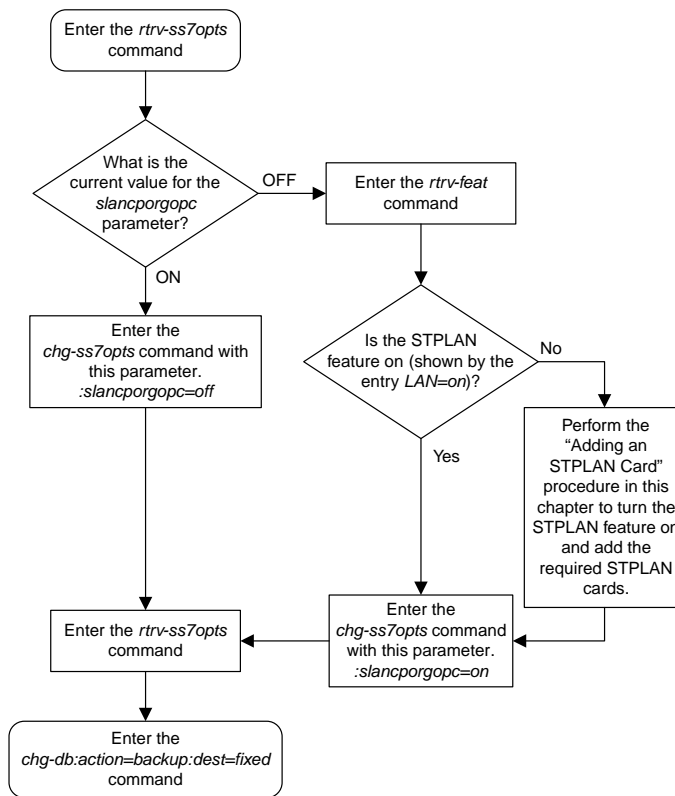 Enter the rtrv-ss7opts
command
What is the
current value for the
slancporgopc
parameter?
OFF
Enter the rtrv-feat
command
ON
Enter the
chg-ss7opts command with
this parameter.
:slancporgopc=off
Is the STPLAN
feature on (shown by the
entry LAN=on)?
No
Yes
Perform the
“Adding an
STPLAN Card”
procedure in this
chapter to turn the
STPLAN feature on
and add the
required STPLAN
cards.
Enter the
chg-ss7opts command
with this parameter.
:slancporgopc=on
Enter the rtrv-ss7opts
command
Enter the
chg-db:action=backup:dest=fixed
command